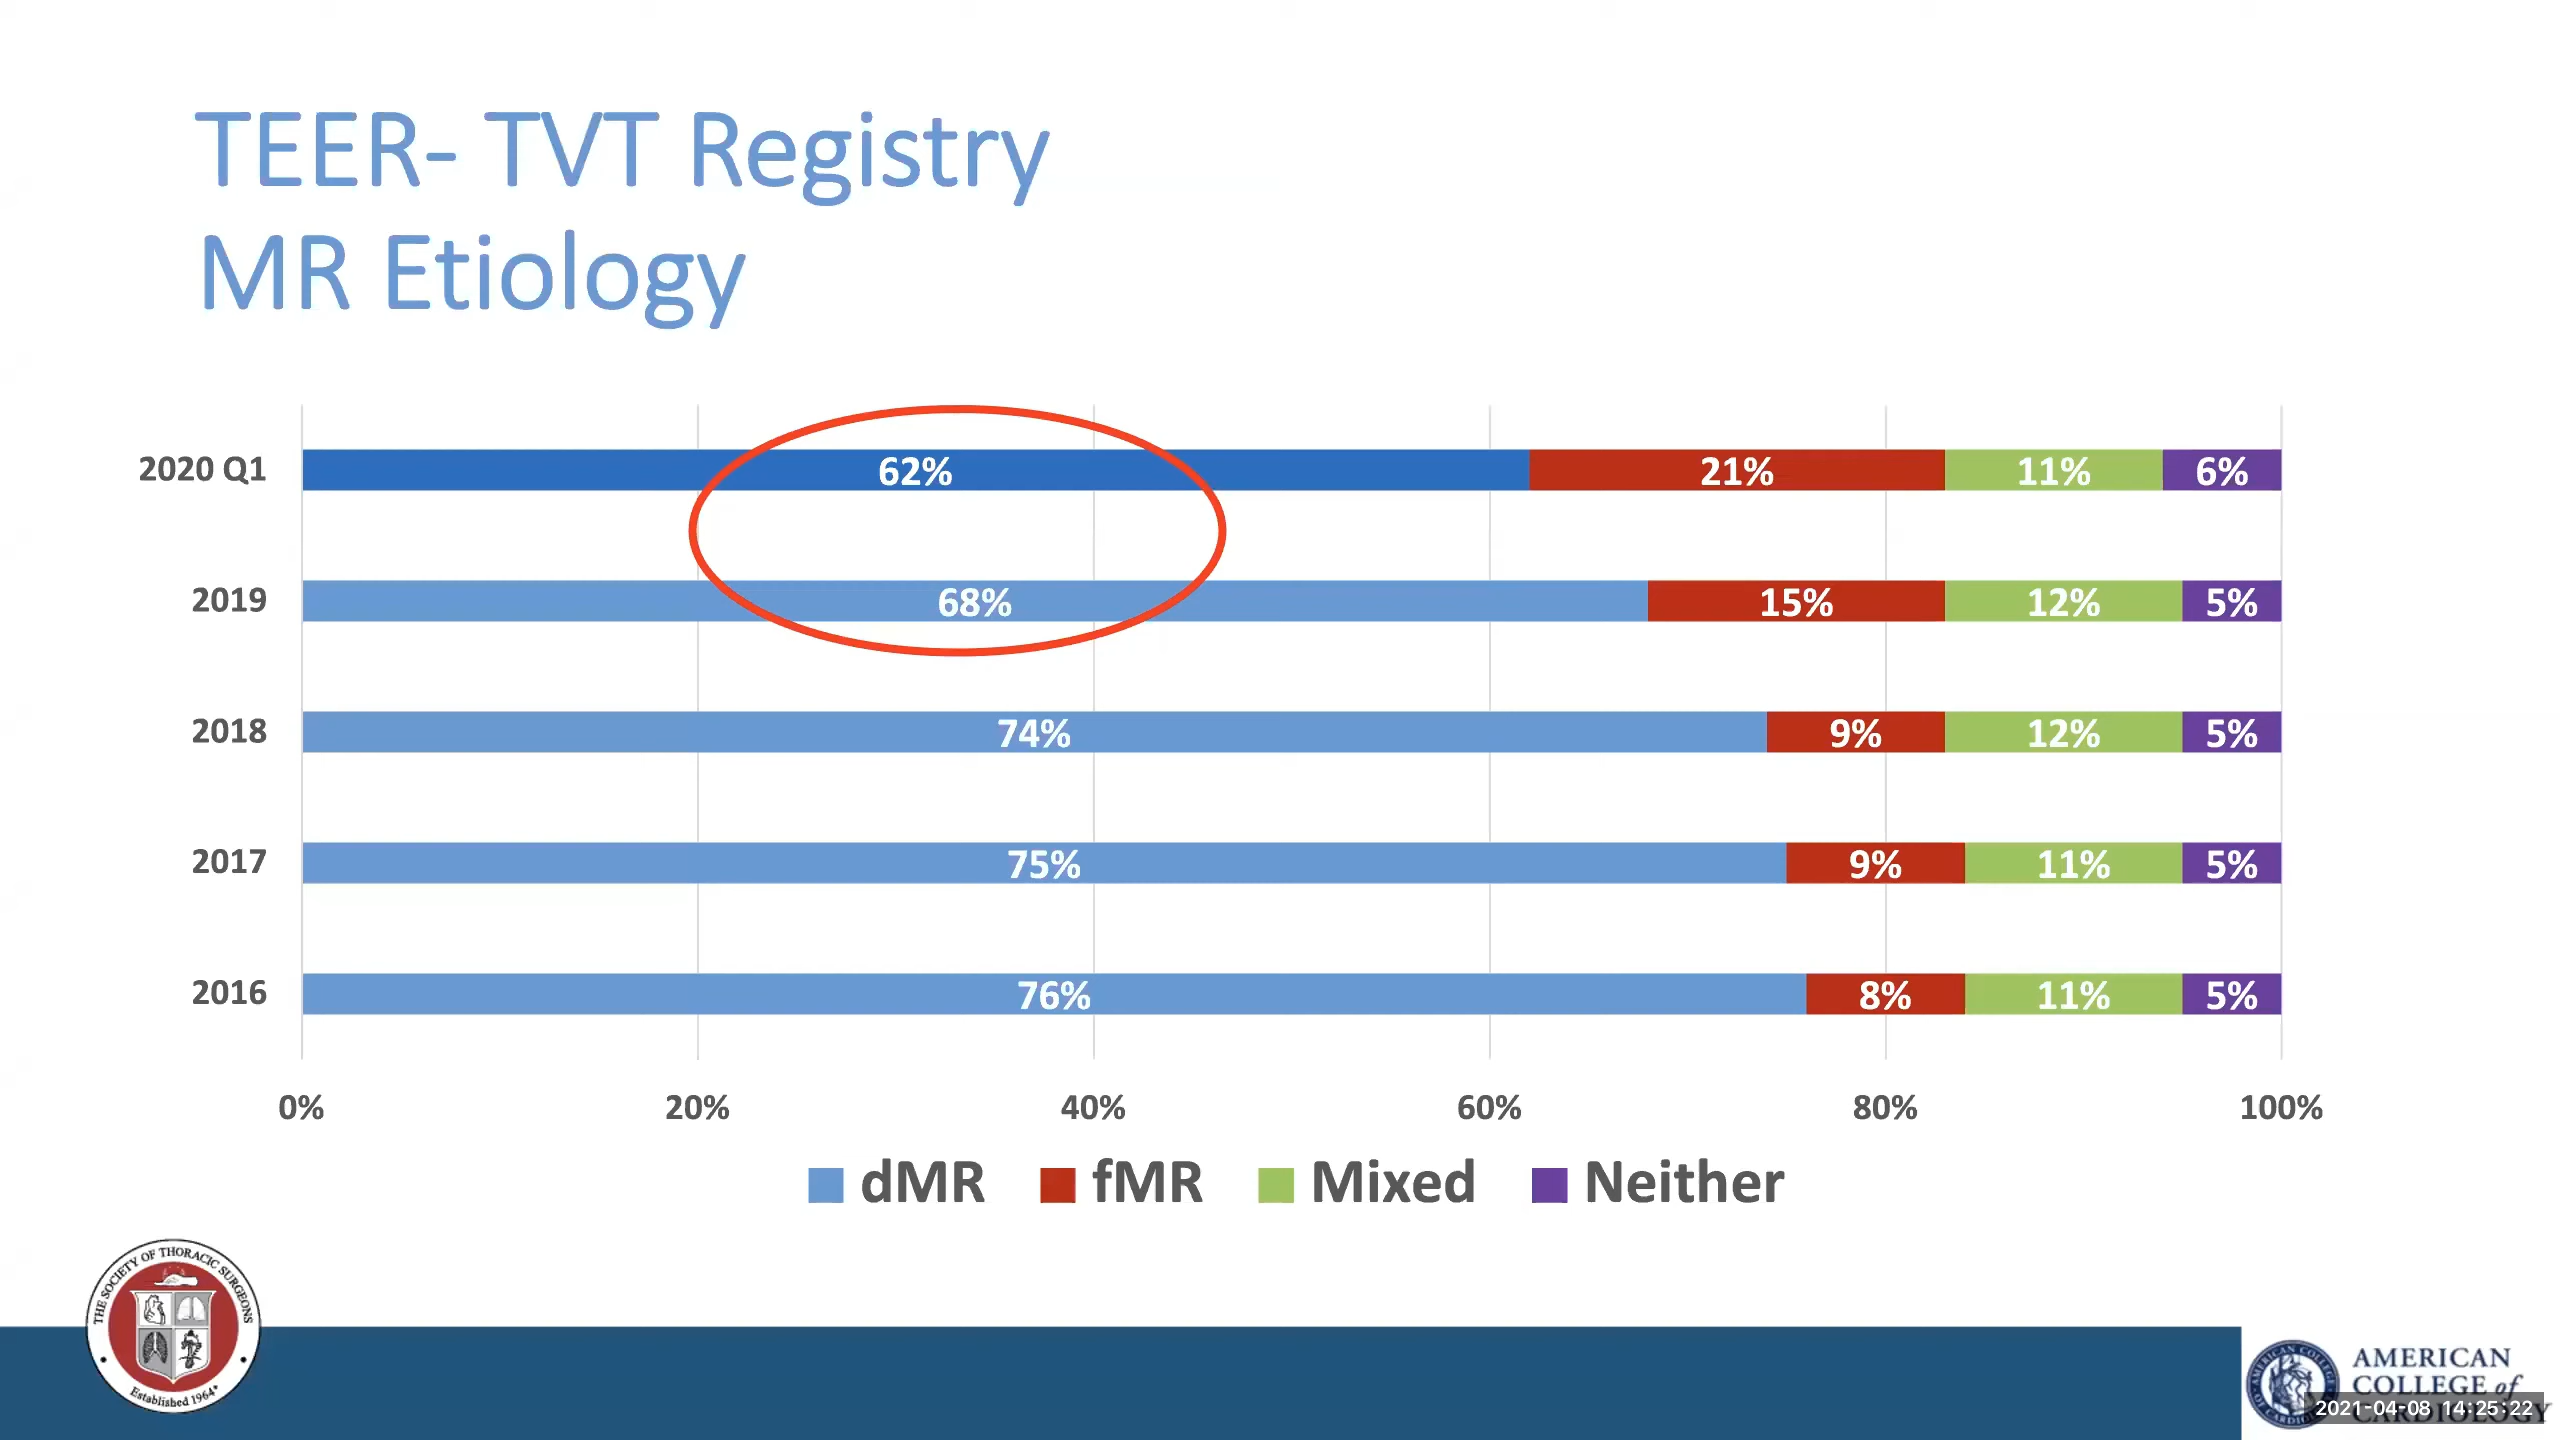 TEER- TVT Registry
MR Etiology
2020 Q1 62% 21% 11% 6%
2019 68% 15% 12% 5%
2018 74% 9% 12% 5%
2017 75% 9% 11% 5%
2016 76% 8% 11% 5%
0% 20% 40% 60% 80% 100%
dMR fMR Mixed Neither
THE SOCIETY OF THORACIC SURGEONS
Established 1964
AMERICAN
COLLEGE of
CARDIOLOGY
2021-04-08 14:25:22